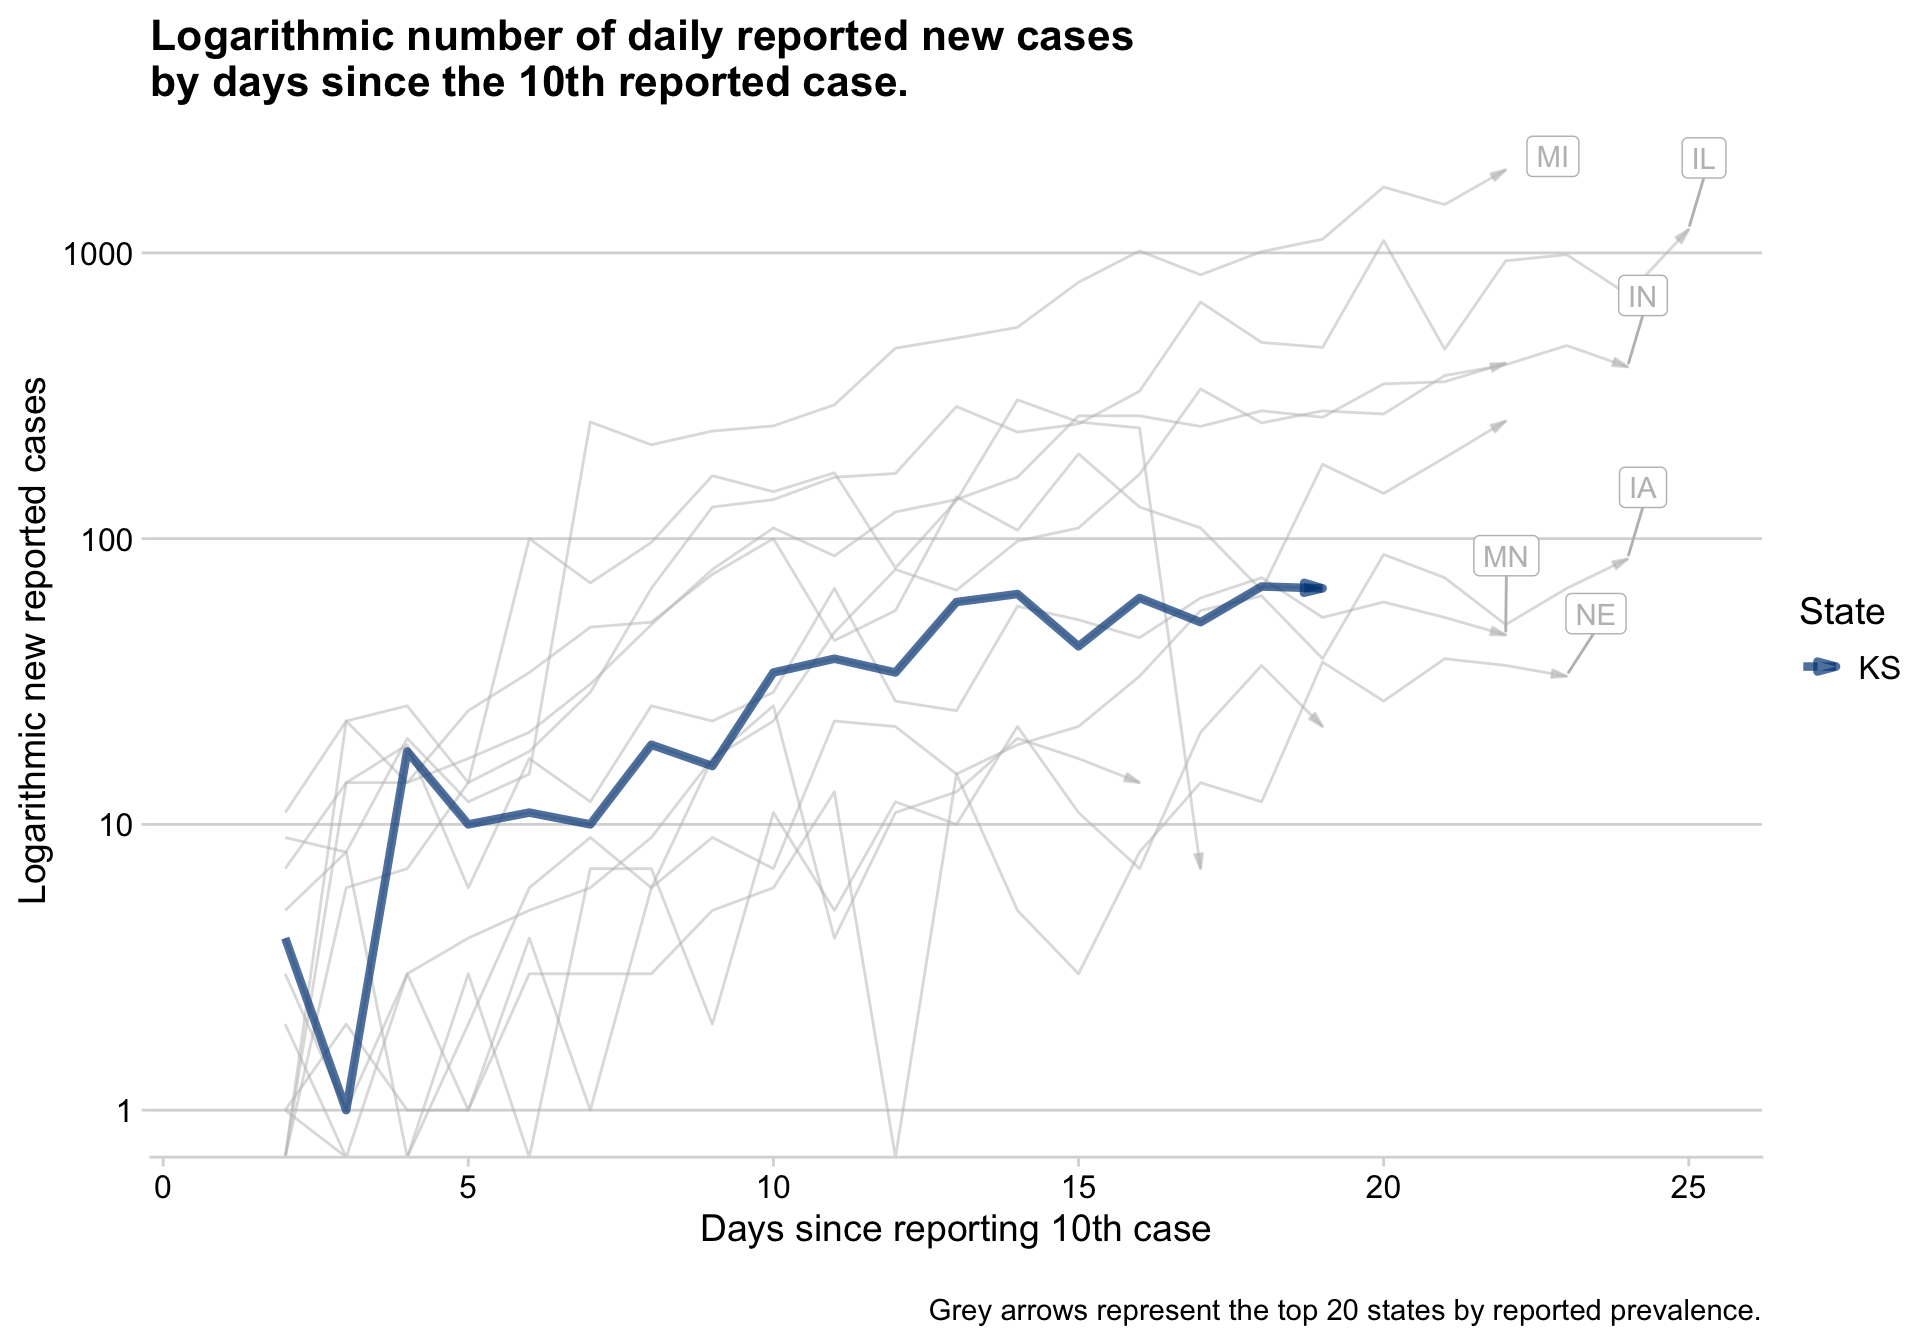 Logarithmic number of daily reported new cases
by days since the 10th reported case.
MI
IL
1000
IN
IA
100
MN
NE
10
1
Logarithmic new reported cases
State
KS
0 5 10 15 20 25
Days since reporting 10th case
Grey arrows represent the top 20 states by reported prevalence.